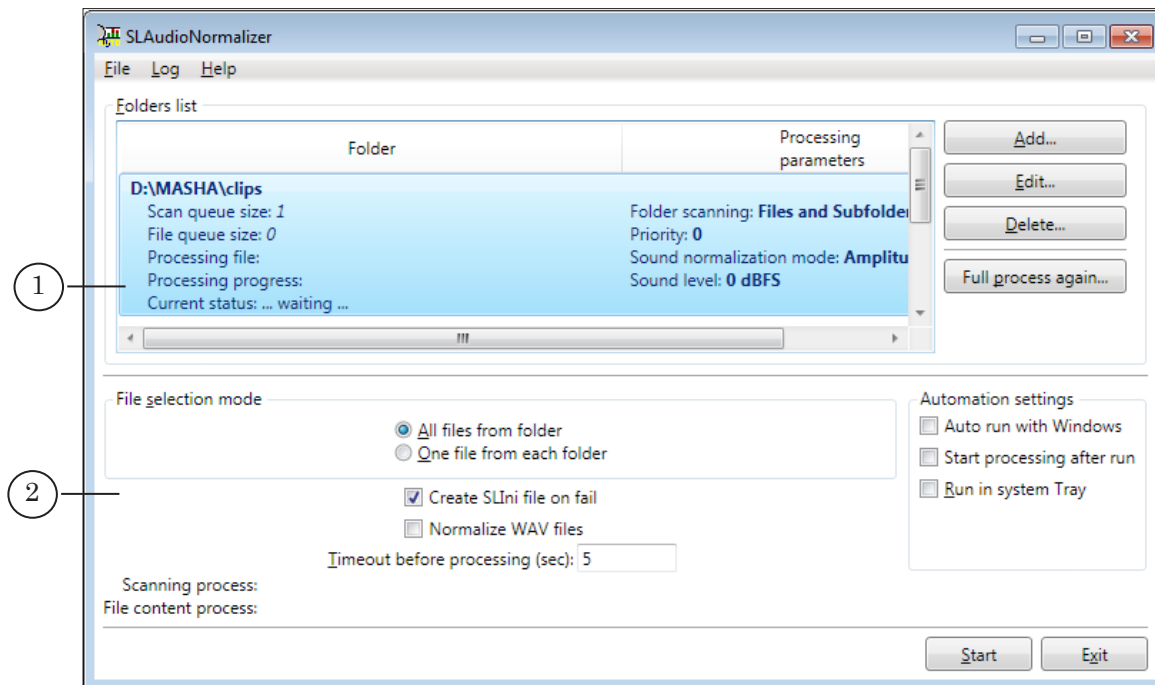 SLAudioNormalizer
File Log Help
Folders list
Folder
Processing
parameters
Add...
Edit...
Delete...
Full process again...
D:\MASHA\clips
Scan queue size: 1
Folder scanning: Files and Subfolde
File queue size: 0
Priority: 0
Processing file:
Sound normalization mode: Amplitu
Processing progress:
Sound level: 0 dBFS
Current status: ... waiting ...
1
File selection mode
All files from folder
One file from each folder
Automation settings
Auto run with Windows
Start processing after run
Run in system Tray
2
Create SLIni file on fail
Normalize WAV files
Timeout before processing (sec): 5
Scanning process:
File content process:
Start
Exit